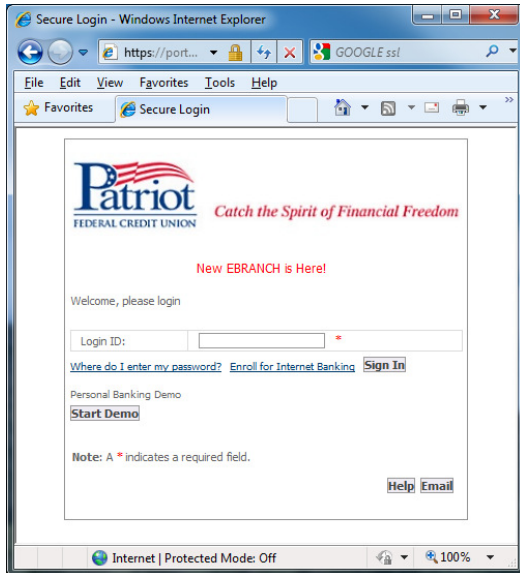 Secure Login - Windows Internet Explorer
https://port...
GOOGLE ssl
File Edit View Favorites Tools Help
Favorites Secure Login
Patriot
FEDERAL CREDIT UNION
Catch the Spirit of Financial Freedom
New EBRANCH is Here!
Welcome, please login
Login ID: *
Where do I enter my password? Enroll for Internet Banking Sign In
Personal Banking Demo
Start Demo
Note: A * indicates a required field.
Help Email
Internet | Protected Mode: Off 100%